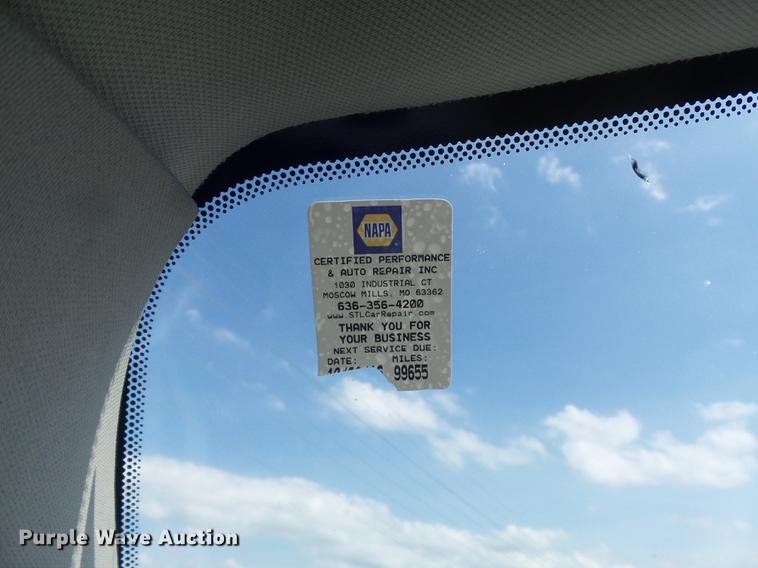 NAPA
CERTIFIED PERFORMANCE
& AUTO REPAIR INC
1030 INDUSTRIAL CT
MOSCOW MILLS, MO 63362
636-356-4200
www.STLCarRepair.com
THANK YOU FOR
YOUR BUSINESS
NEXT SERVICE DUE:
DATE: MILES:
99655
Purple Wave Auction